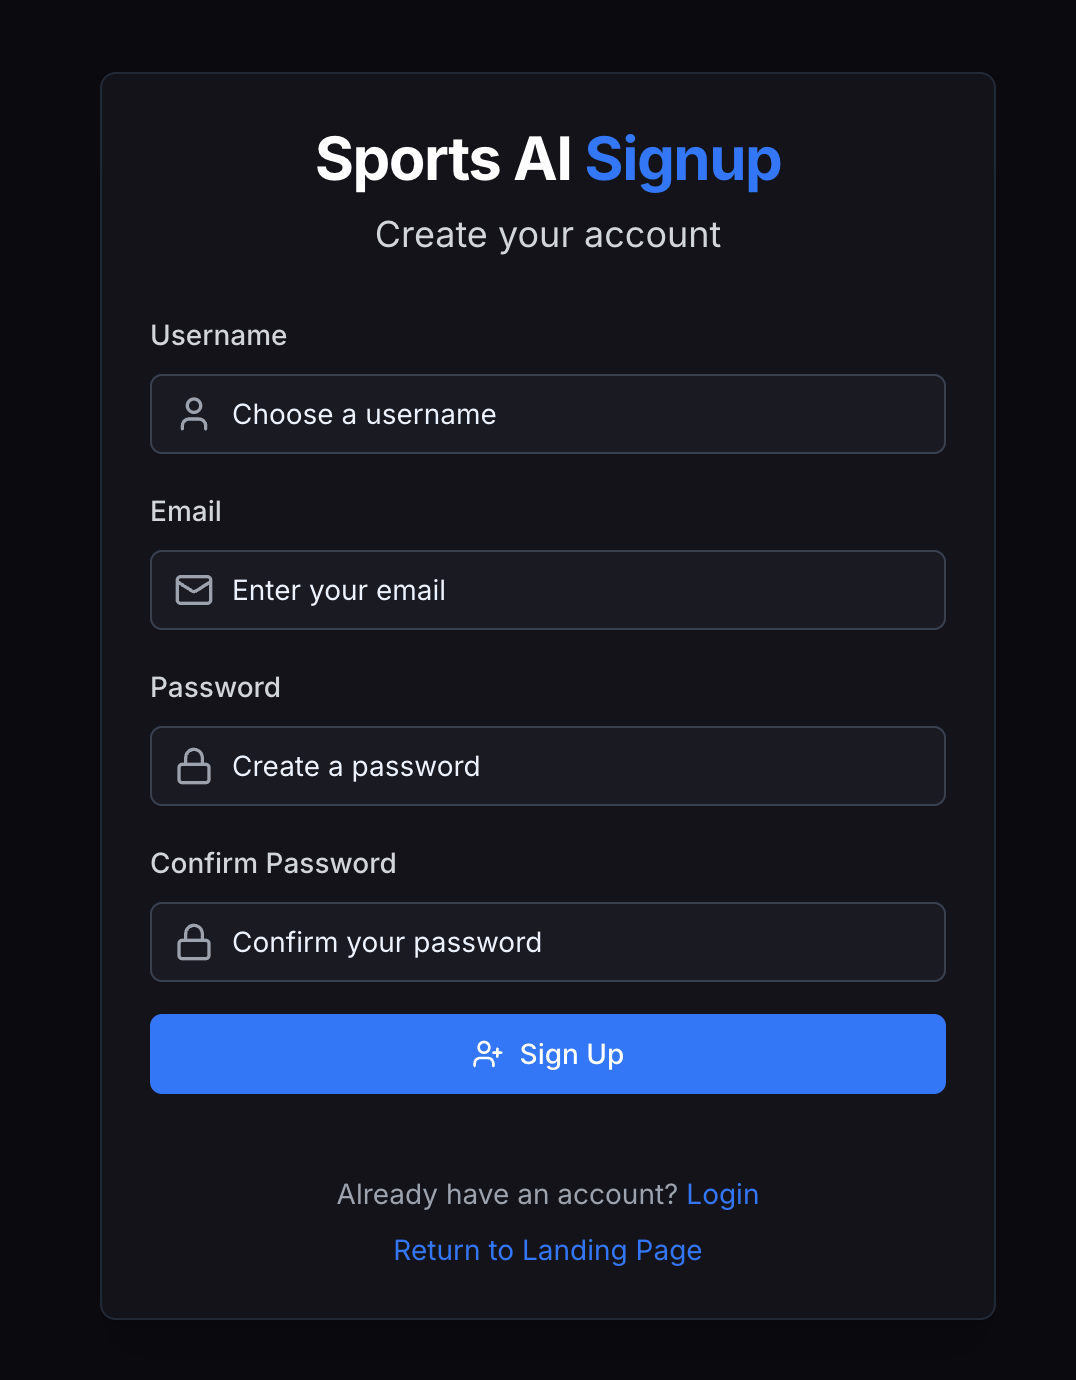 Sports AI Signup
Create your account
Username
Choose a username
Email
Enter your email
Password
Create a password
Confirm Password
Confirm your password
Sign Up
Already have an account? Login
Return to Landing Page